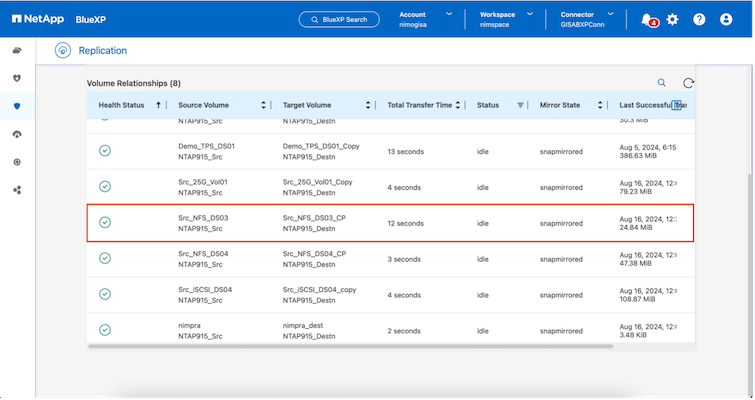 NetApp BlueXP
BlueXP Search
Account
nimogisa
Workspace
nimspace
Connector
GISABXPConn
4
Replication
Volume Relationships (8)
Health Status Source Volume Target Volume Total Transfer Time Status Mirror State Last Successful
NTAP915_Src NTAP915_Destn 30.3 MiB
Demo_TPS_DS01 Demo_TPS_DS01_Copy 13 seconds idle snapmirrored Aug 5, 2024, 6:15
NTAP915_Src NTAP915_Destn 386.63 MiB
Src_25G_Vol01 Src_25G_Vol01_Copy 4 seconds idle snapmirrored Aug 16, 2024, 12:
NTAP915_Src NTAP915_Destn 79.23 MiB
Src_NFS_DS03 Src_NFS_DS03_CP 12 seconds idle snapmirrored Aug 16, 2024, 12:
NTAP915_Src NTAP915_Destn 24.84 MiB
Src_NFS_DS04 Src_NFS_DS04_CP 3 seconds idle snapmirrored Aug 16, 2024, 12:
NTAP915_Src NTAP915_Destn 47.38 MiB
Src_iSCSI_DS04 Src_iSCSI_DS04_copy 4 seconds idle snapmirrored Aug 16, 2024, 12:
NTAP915_Src NTAP915_Destn 108.87 MiB
nimpra nimpra_dest 2 seconds idle snapmirrored Aug 16, 2024, 12:
NTAP915_Src NTAP915_Destn 3.48 KiB